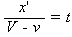 x' / (V - v) = t